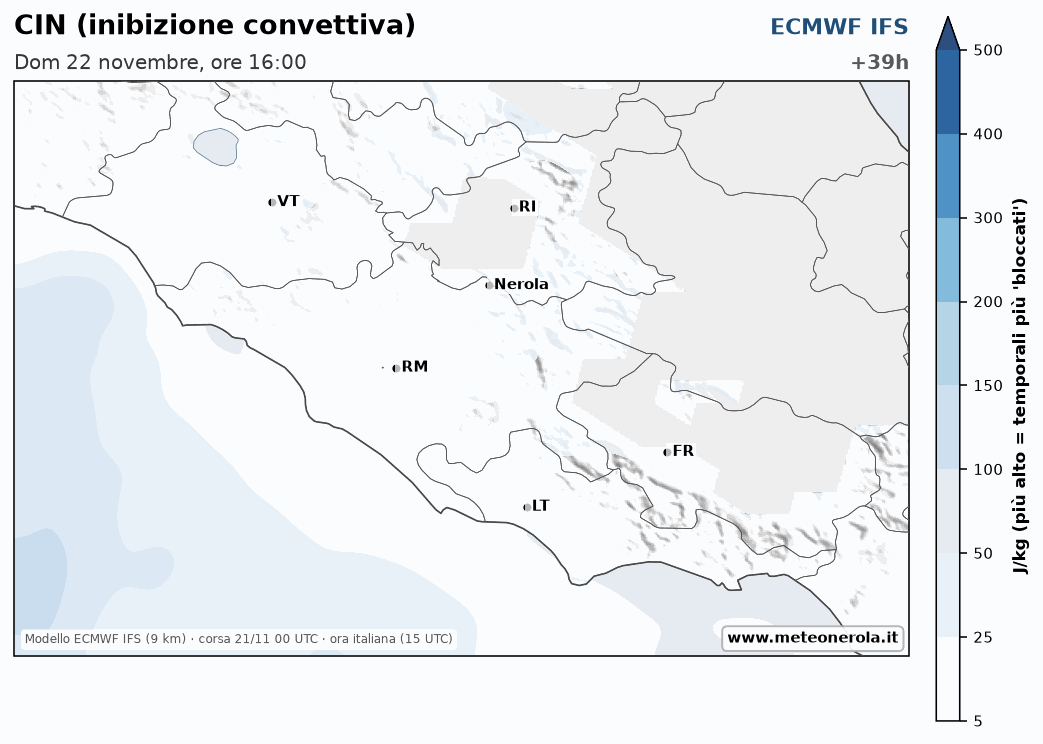 CIN (inibizione convettiva)
ECMWF IFS
Dom 22 novembre, ore 16:00
+39h
VT
RI
Nerola
RM
FR
LT
Modello ECMWF IFS (9 km) · corsa 21/11 00 UTC · ora italiana (15 UTC)
www.meteonerola.it
500
400
300
200
150
100
50
25
5
J/kg (più alto = temporali più 'bloccati')